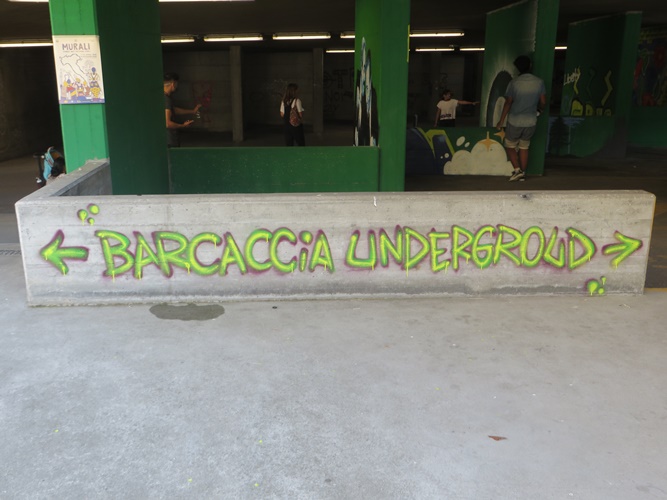 MURALI
← BARCACCIA UNDERGROUD →